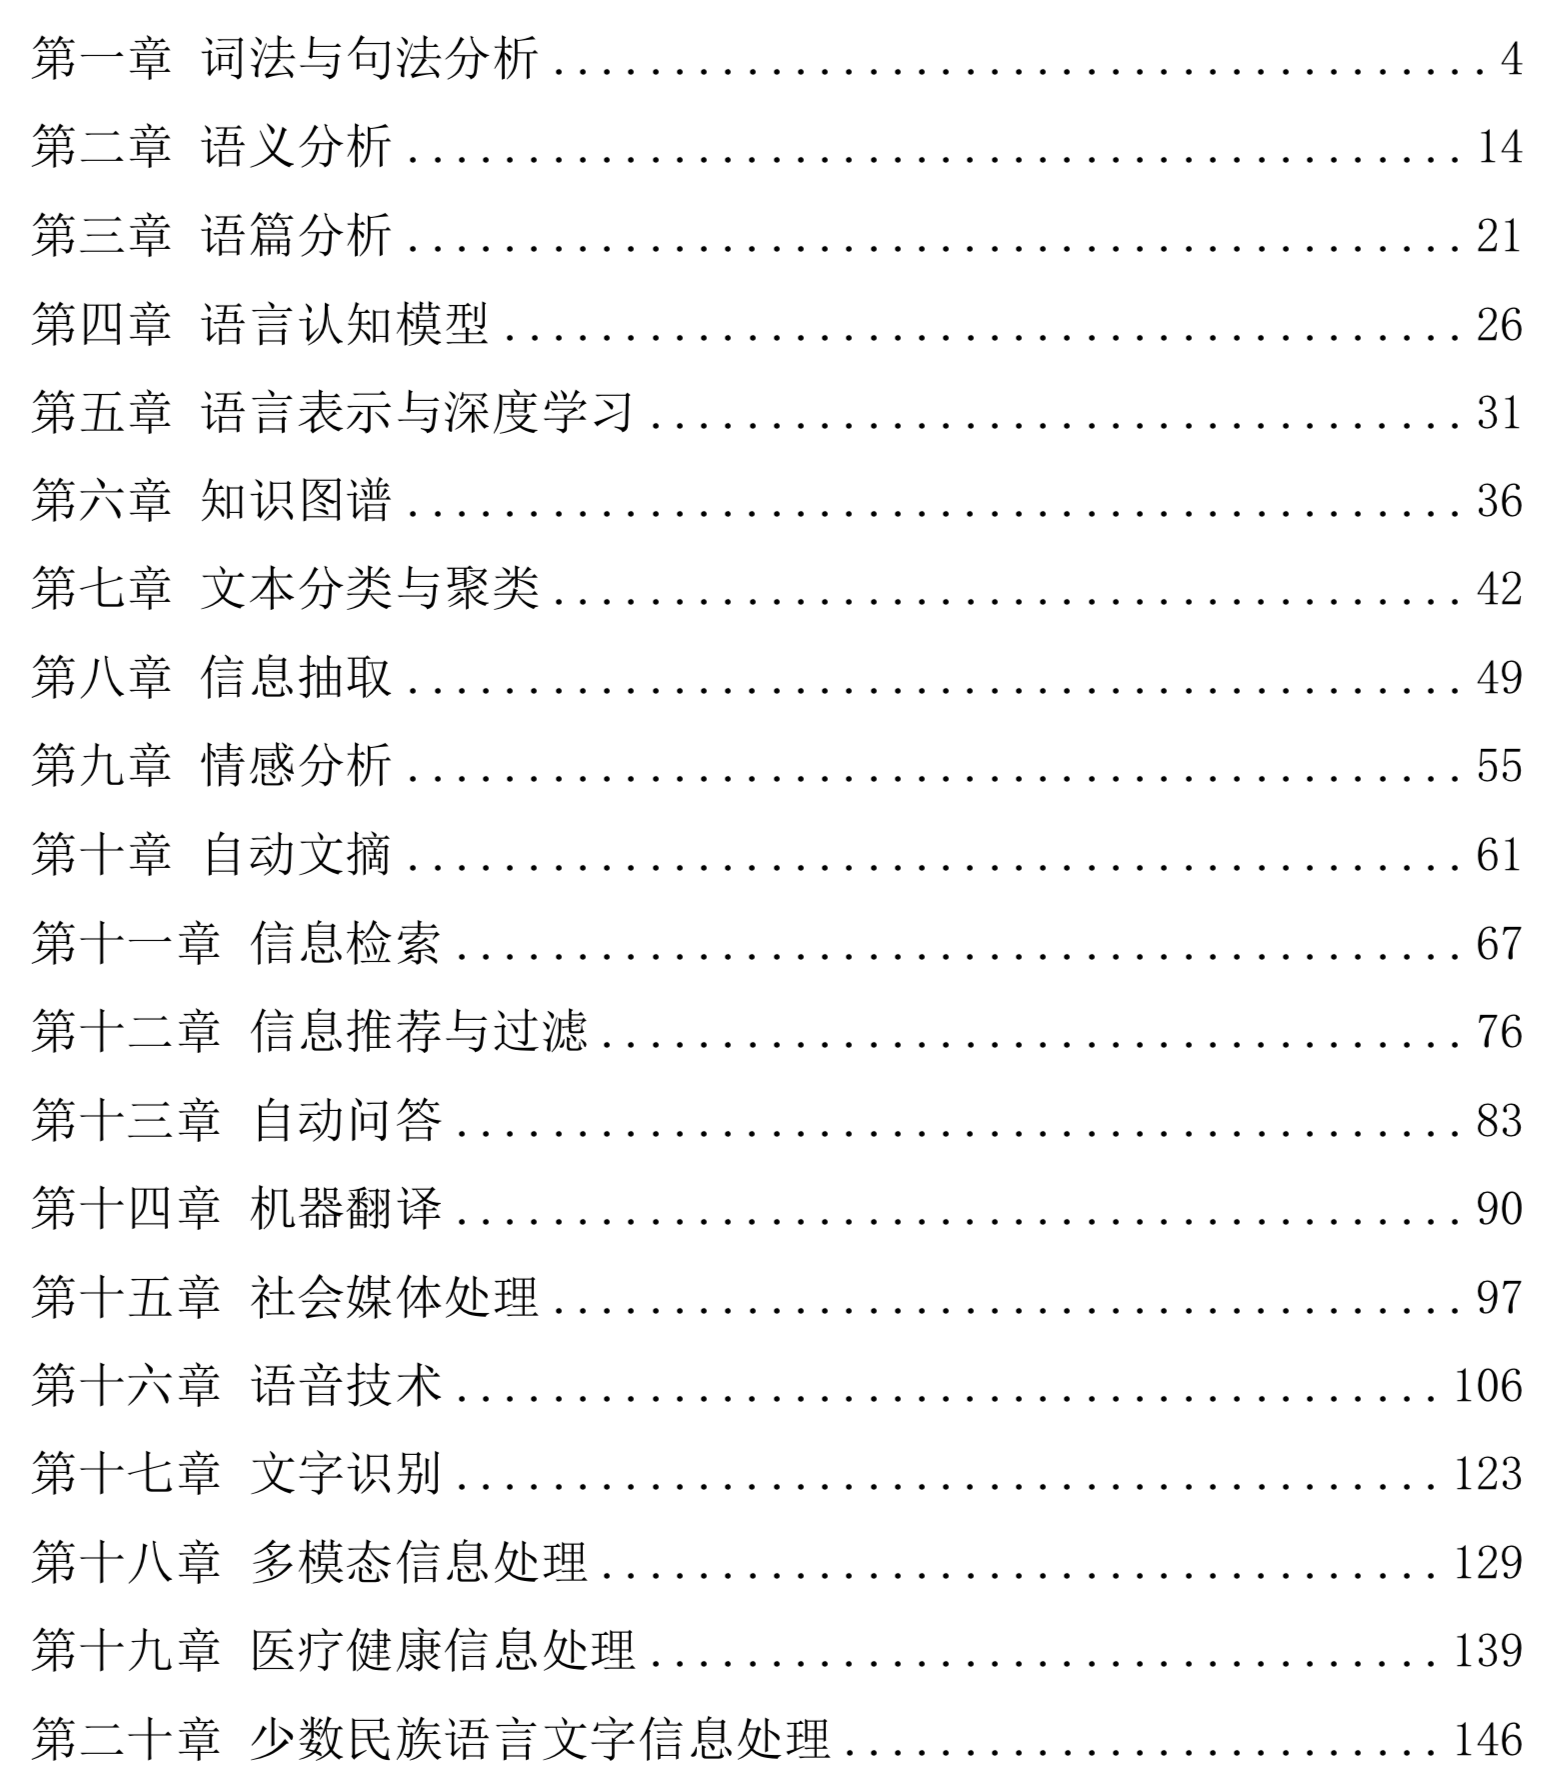 第一章 词法与句法分析.......................................4
第二章 语义分析............................................14
第三章 语篇分析............................................21
第四章 语言认知模型........................................26
第五章 语言表示与深度学习..................................31
第六章 知识图谱............................................36
第七章 文本分类与聚类......................................42
第八章 信息抽取............................................49
第九章 情感分析............................................55
第十章 自动文摘............................................61
第十一章 信息检索..........................................67
第十二章 信息推荐与过滤....................................76
第十三章 自动问答..........................................83
第十四章 机器翻译..........................................90
第十五章 社会媒体处理......................................97
第十六章 语音技术.........................................106
第十七章 文字识别.........................................123
第十八章 多模态信息处理...................................129
第十九章 医疗健康信息处理.................................139
第二十章 少数民族语言文字信息处理.........................146